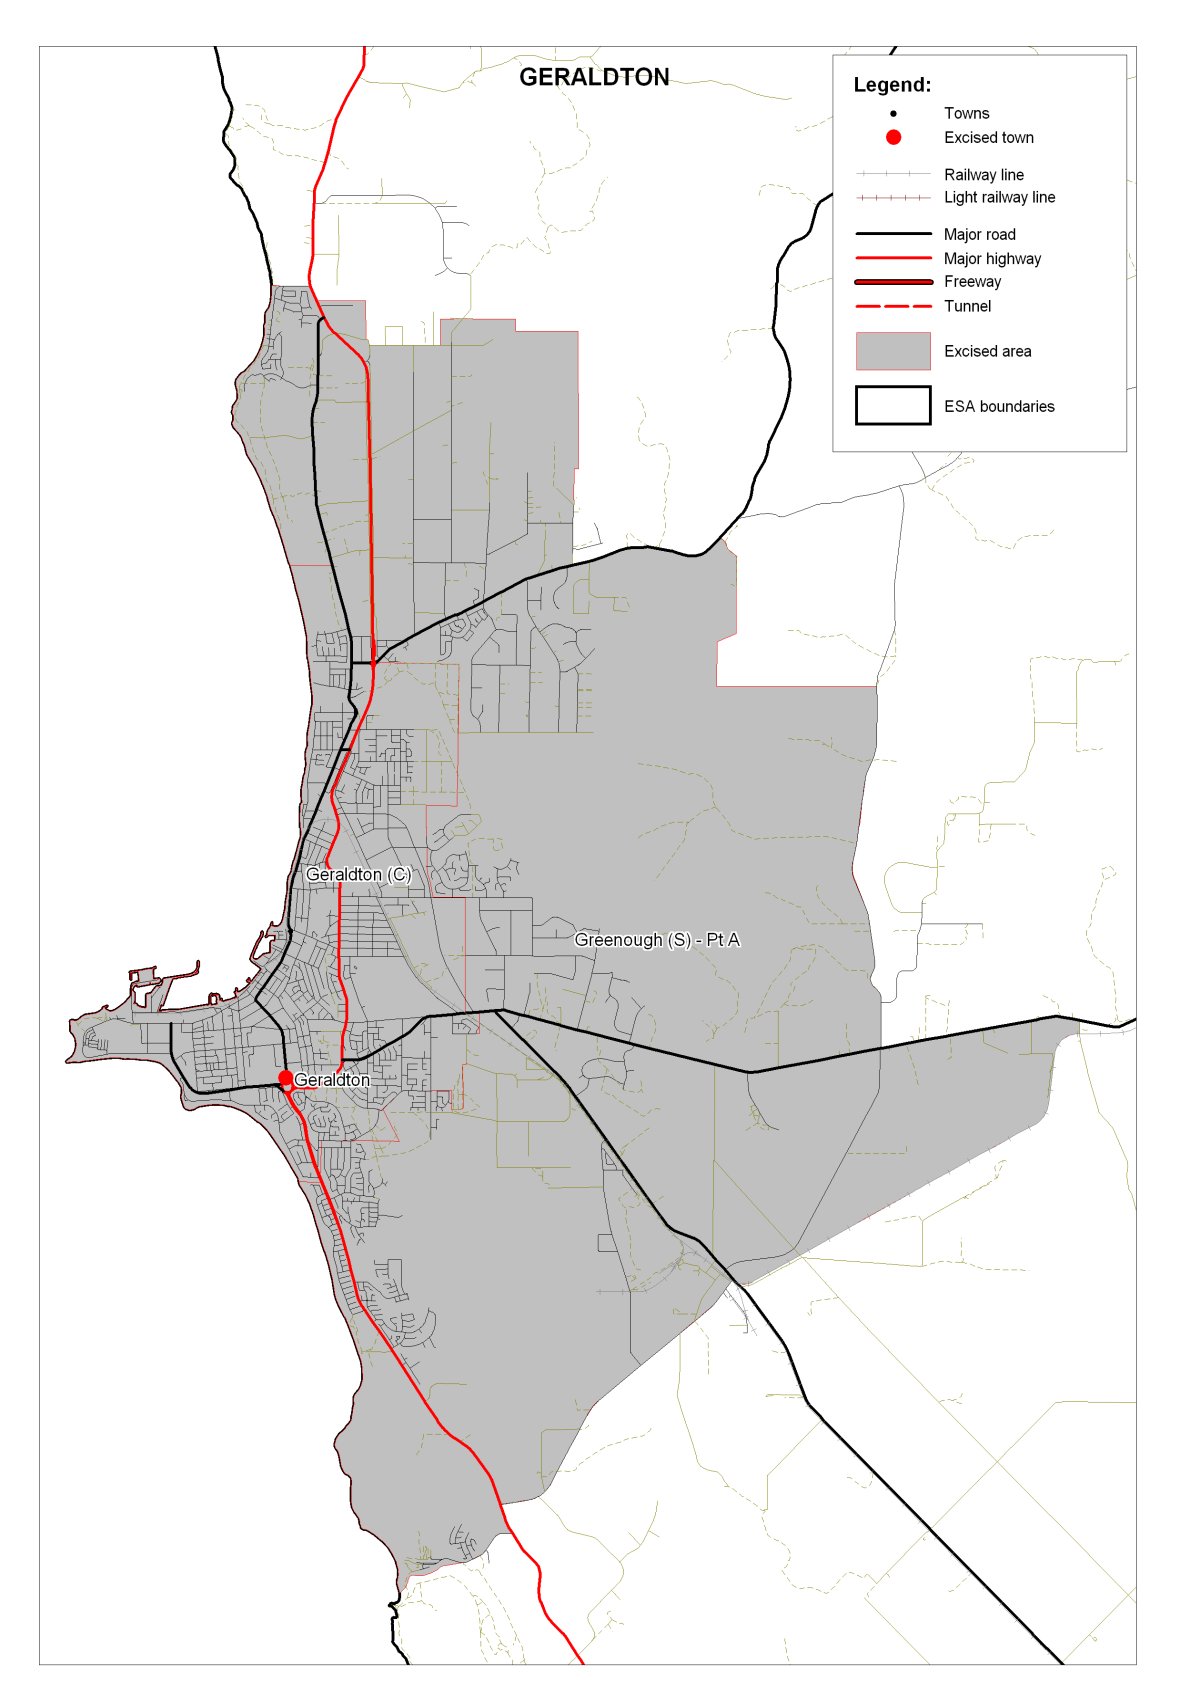 GERALDTON
Legend:
Towns
Excised town
Railway line
Light railway line
Major road
Major highway
Freeway
Tunnel
Excised area
ESA boundaries
Geraldton (C)
Greenough (S) - Pt A
Geraldton